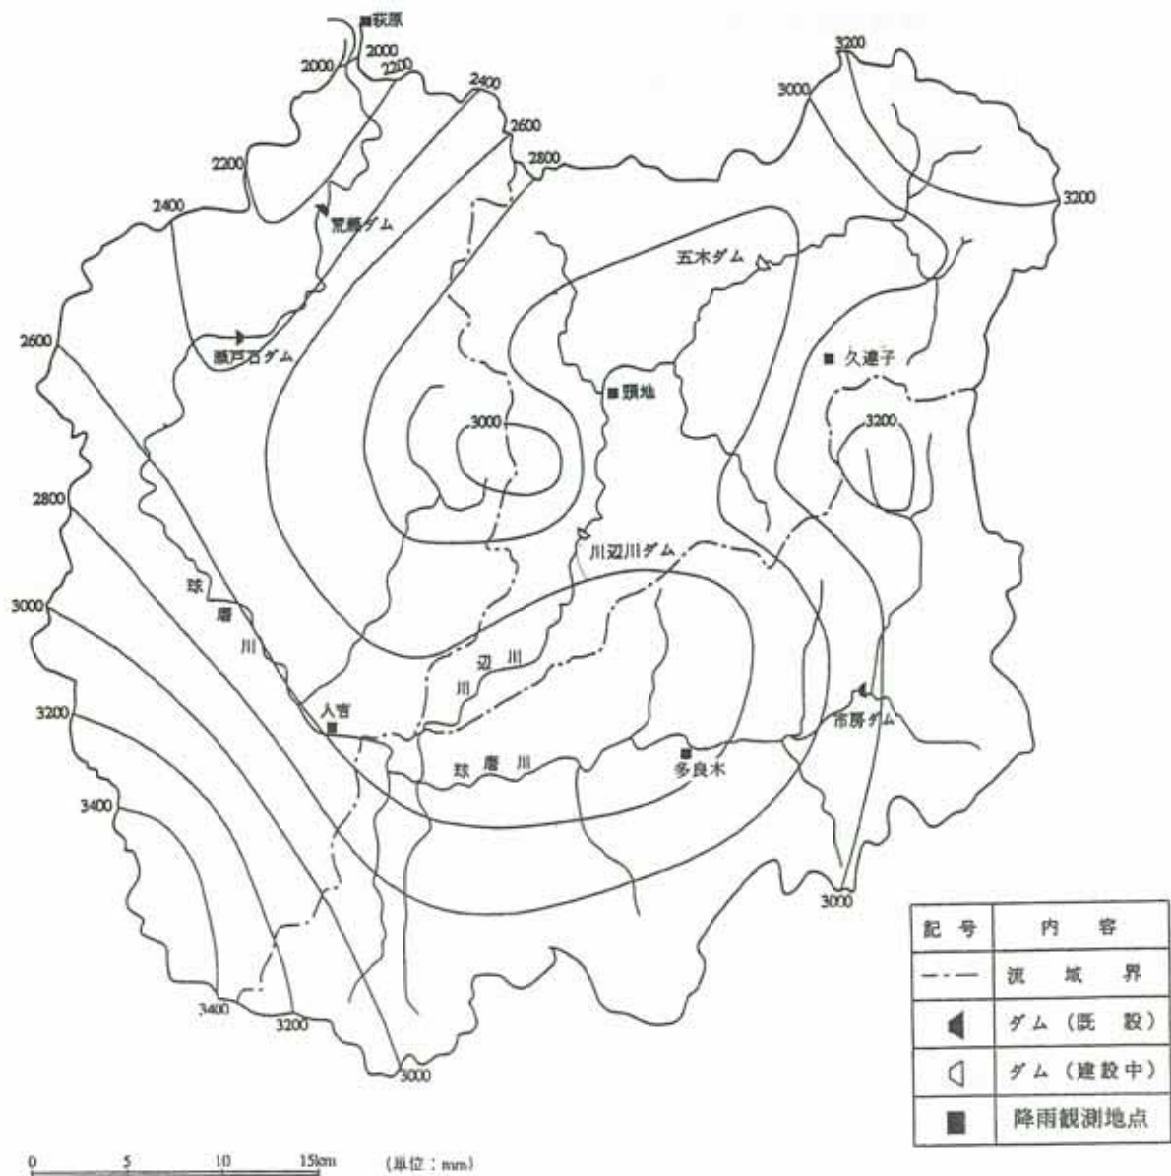 萩原
2000
2000
2200
2400
2600
2800
3200
3000
2200
2400
3200
荒瀬ダム
五木ダム
2600
瀬戸石ダム
久連子
頭地
3000
3200
2800
川辺川ダム
3000
球磨川
川辺川
人吉
市房ダム
3200
球磨川
多良木
3400
3000
3400
3200
3000
記号 内容
流域界
ダム(既設)
ダム(建設中)
降雨観測地点
0 5 10 15km (単位:mm)